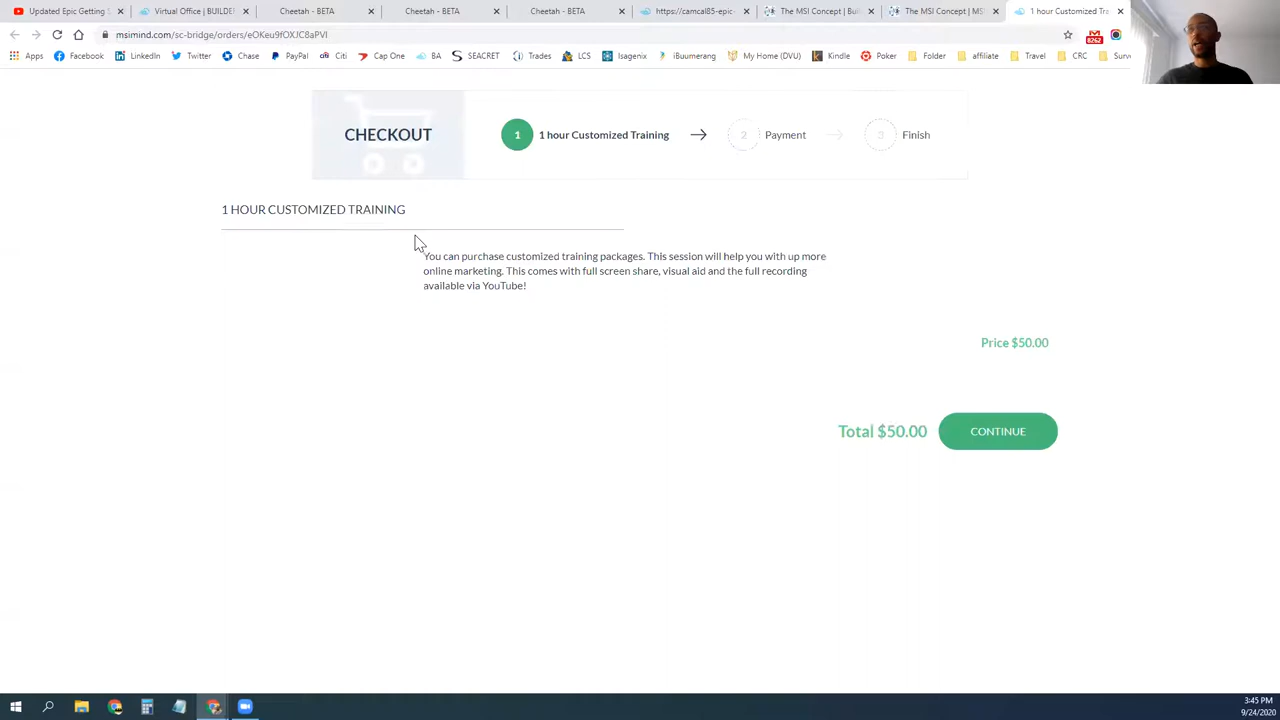 Updated Epic Getting S
Virtual Office | BUILDE
Cheetah - BETA
Cheetah - BETA
Cheetah - BETA
https://camcal85-epic-
The MSI Concept | Buil
The MSI Concept | MS
1 hour Customized Tra
msimind.com/sc-bridge/orders/eOKeu9fOXJC8aPVI
8262
Apps
Facebook
LinkedIn
Twitter
Chase
PayPal
Citi
Cap One
BA
SEACRET
Trades
LCS
Isagenix
iBuumerang
My Home (DVU)
Kindle
Poker
Folder
affiliate
Travel
CRC
Surve
CHECKOUT
1
1 hour Customized Training
2
Payment
3
Finish
1 HOUR CUSTOMIZED TRAINING
You can purchase customized training packages. This session will help you with up more
online marketing. This comes with full screen share, visual aid and the full recording
available via YouTube!
Price $50.00
Total $50.00
CONTINUE
3:45 PM
9/24/2020